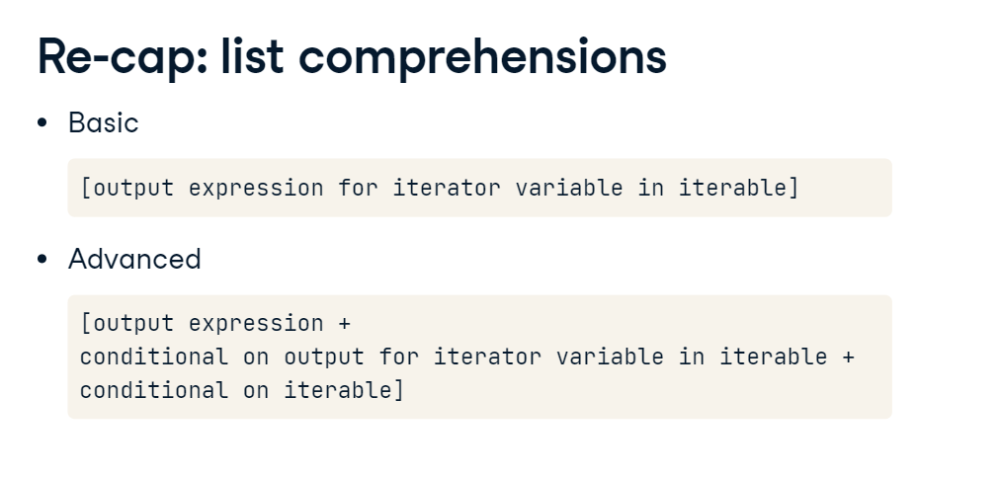 Re-cap: list comprehensions
• Basic
[output expression for iterator variable in iterable]
• Advanced
[output expression +
conditional on output for iterator variable in iterable +
conditional on iterable]